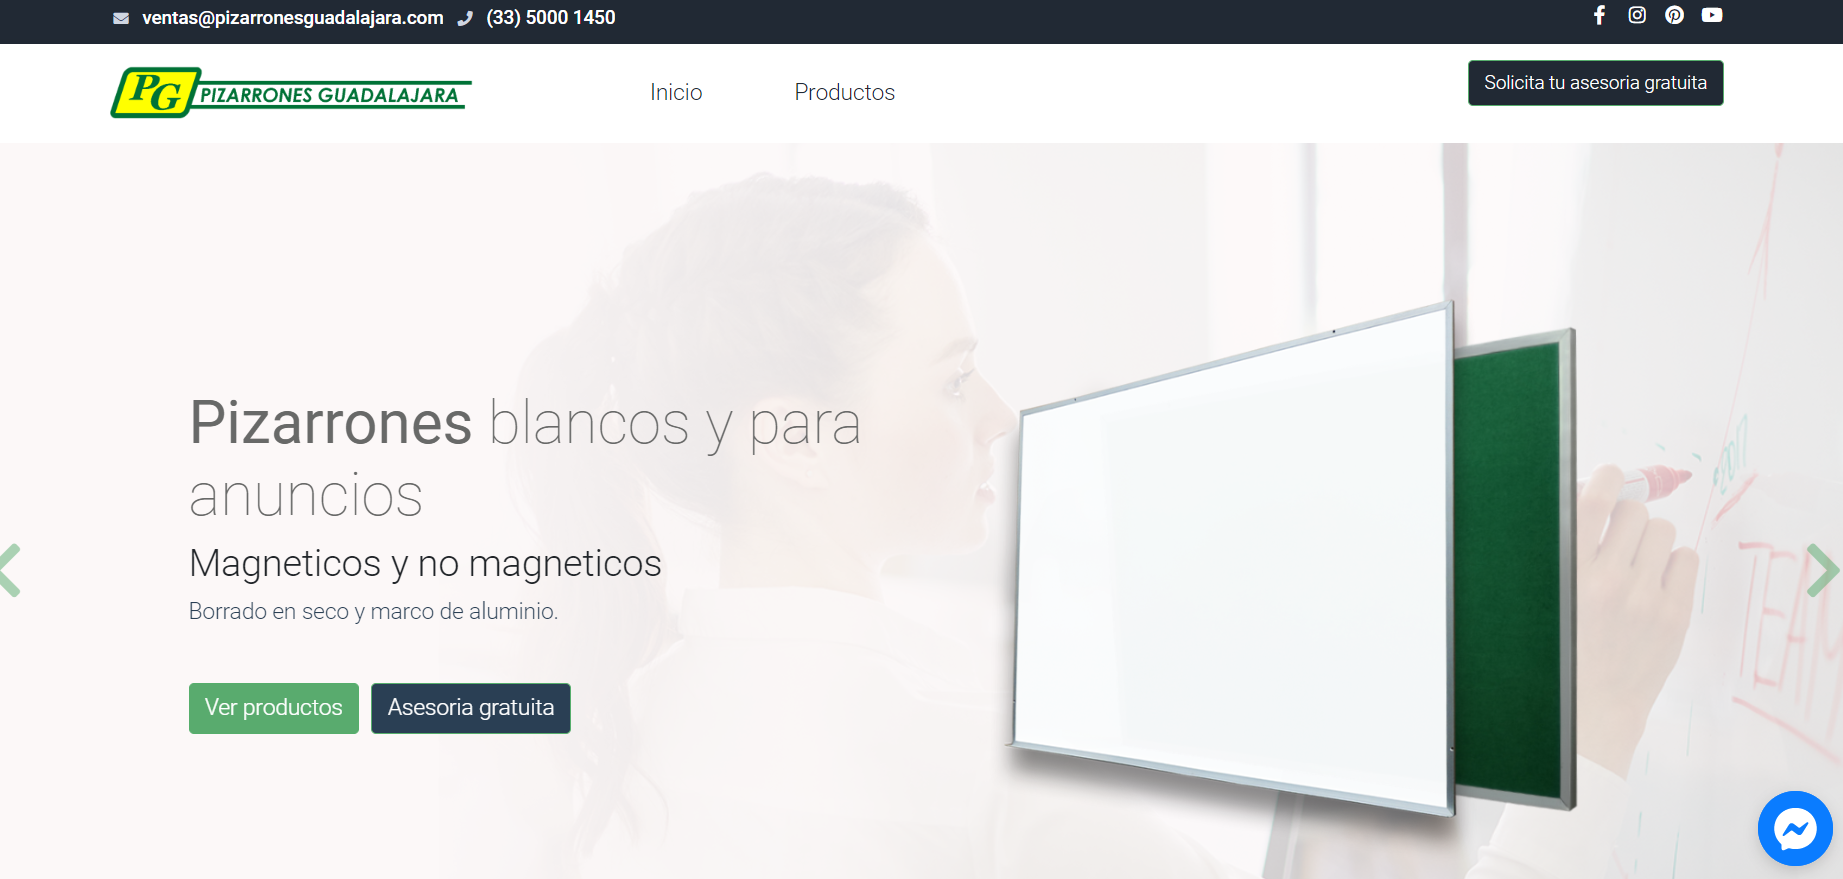 ventas@pizarronesguadalajara.com (33) 5000 1450
PG PIZARRONES GUADALAJARA
Inicio Productos
Solicita tu asesoria gratuita
Pizarrones blancos y para
anuncios
Magneticos y no magneticos
Borrado en seco y marco de aluminio.
Ver productos Asesoria gratuita
TEAM